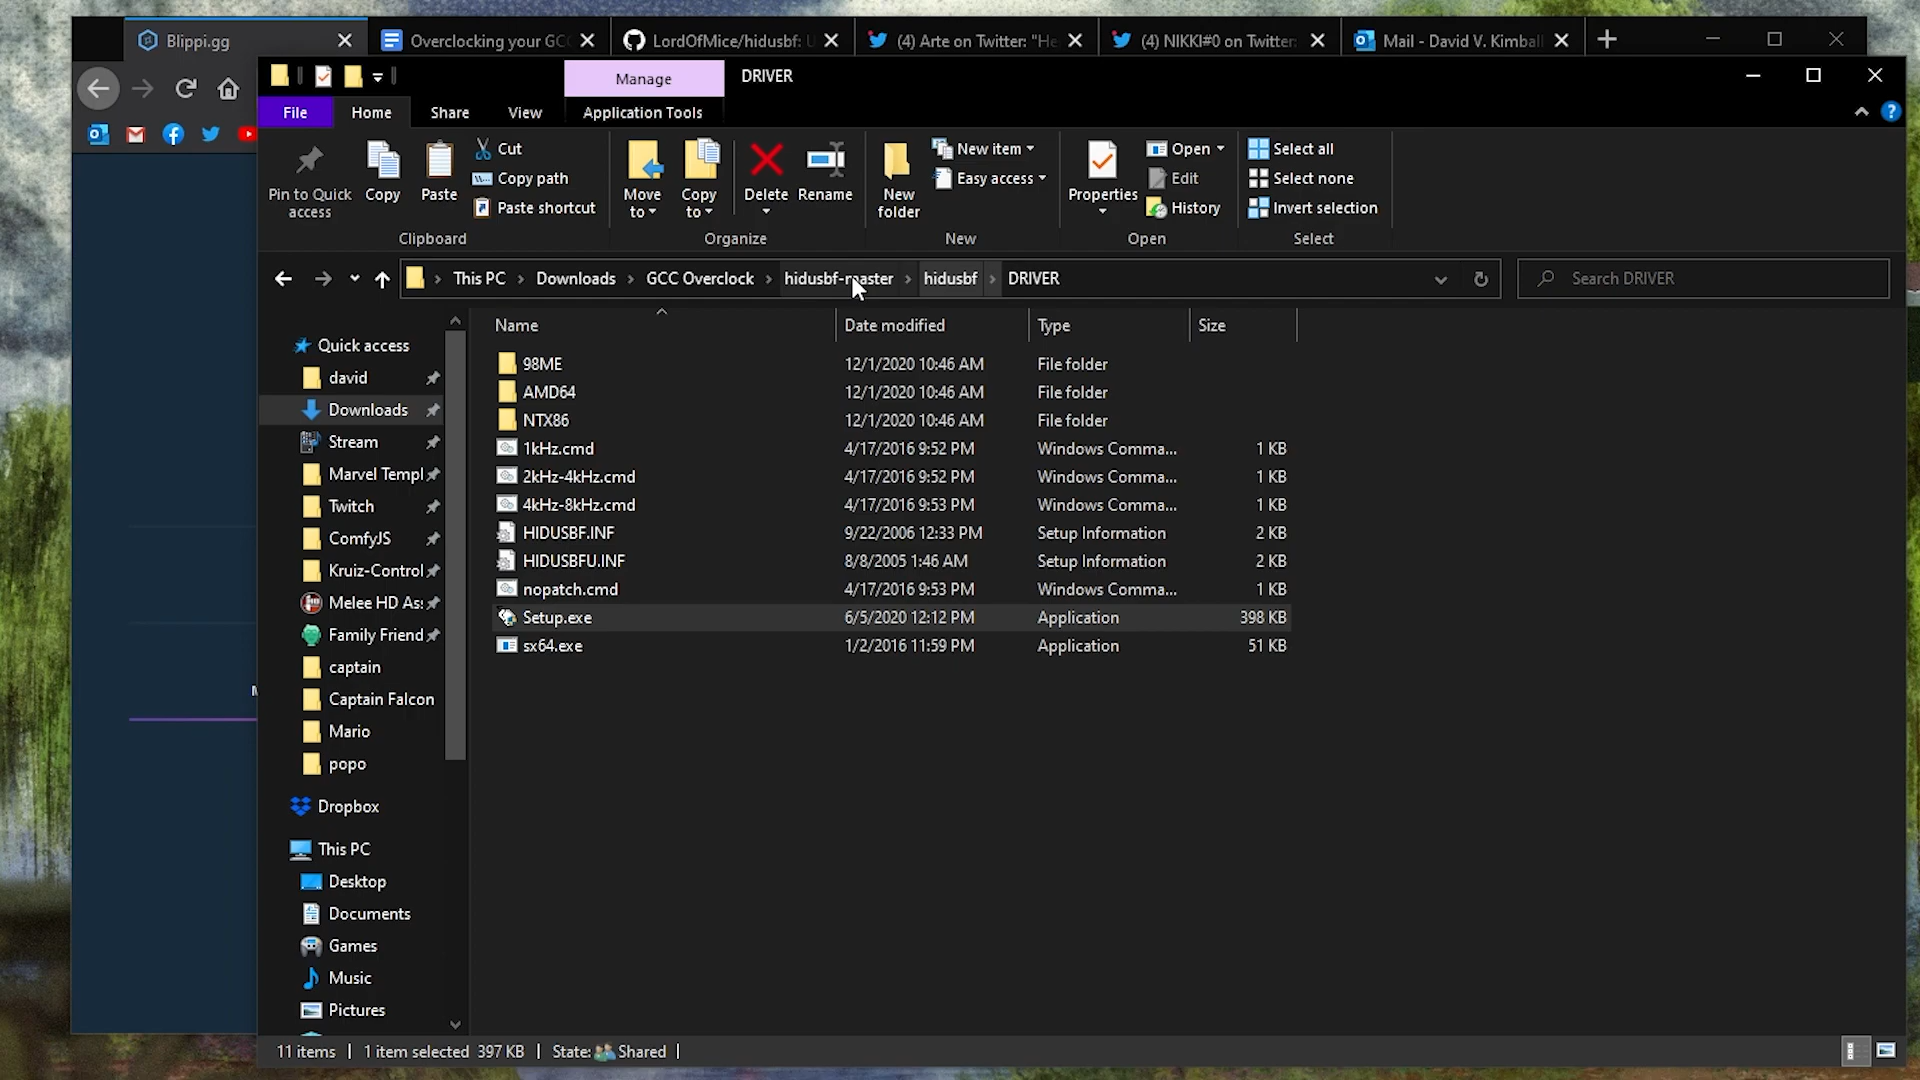 Blippi.gg
Overclocking your GC
LordOfMice/hidusbf: U
(4) Arte on Twitter: "He
(4) NIKKI#0 on Twitter:
Mail - David V. Kimball
Manage
DRIVER
File
Home
Share
View
Application Tools
Pin to Quick access
Copy
Paste
Cut
Copy path
Paste shortcut
Clipboard
Move to
Copy to
Delete
Rename
Organize
New folder
New item
Easy access
New
Properties
Open
Edit
History
Open
Select all
Select none
Invert selection
Select
This PC
Downloads
GCC Overclock
hidusbf-master
hidusbf
DRIVER
Search DRIVER
Name Date modified Type Size
98ME 12/1/2020 10:46 AM File folder
AMD64 12/1/2020 10:46 AM File folder
NTX86 12/1/2020 10:46 AM File folder
1kHz.cmd 4/17/2016 9:52 PM Windows Comma... 1 KB
2kHz-4kHz.cmd 4/17/2016 9:52 PM Windows Comma... 1 KB
4kHz-8kHz.cmd 4/17/2016 9:53 PM Windows Comma... 1 KB
HIDUSBF.INF 9/22/2006 12:33 PM Setup Information 2 KB
HIDUSBFU.INF 8/8/2005 1:46 AM Setup Information 2 KB
nopatch.cmd 4/17/2016 9:53 PM Windows Comma... 1 KB
Setup.exe 6/5/2020 12:12 PM Application 398 KB
sx64.exe 1/2/2016 11:59 PM Application 51 KB
Quick access
david
Downloads
Stream
Marvel Templ
Twitch
ComfyJS
Kruiz-Control
Melee HD As
Family Friend
captain
Captain Falcon
Mario
popo
Dropbox
This PC
Desktop
Documents
Games
Music
Pictures
11 items
1 item selected 397 KB
State: Shared